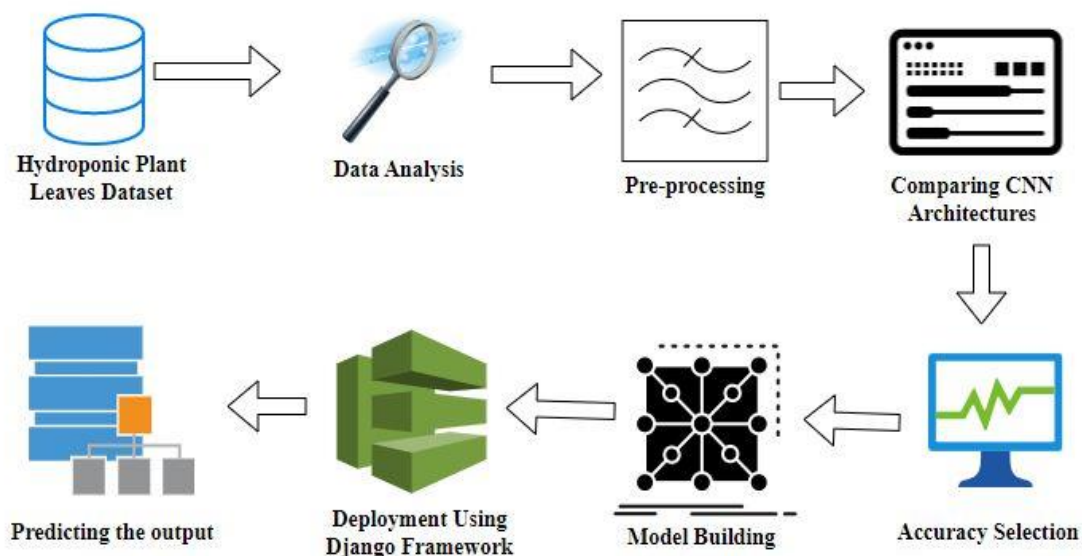 Hydroponic Plant
Leaves Dataset
Data Analysis
Pre-processing
Comparing CNN
Architectures
Predicting the output
Deployment Using
Django Framework
Model Building
Accuracy Selection